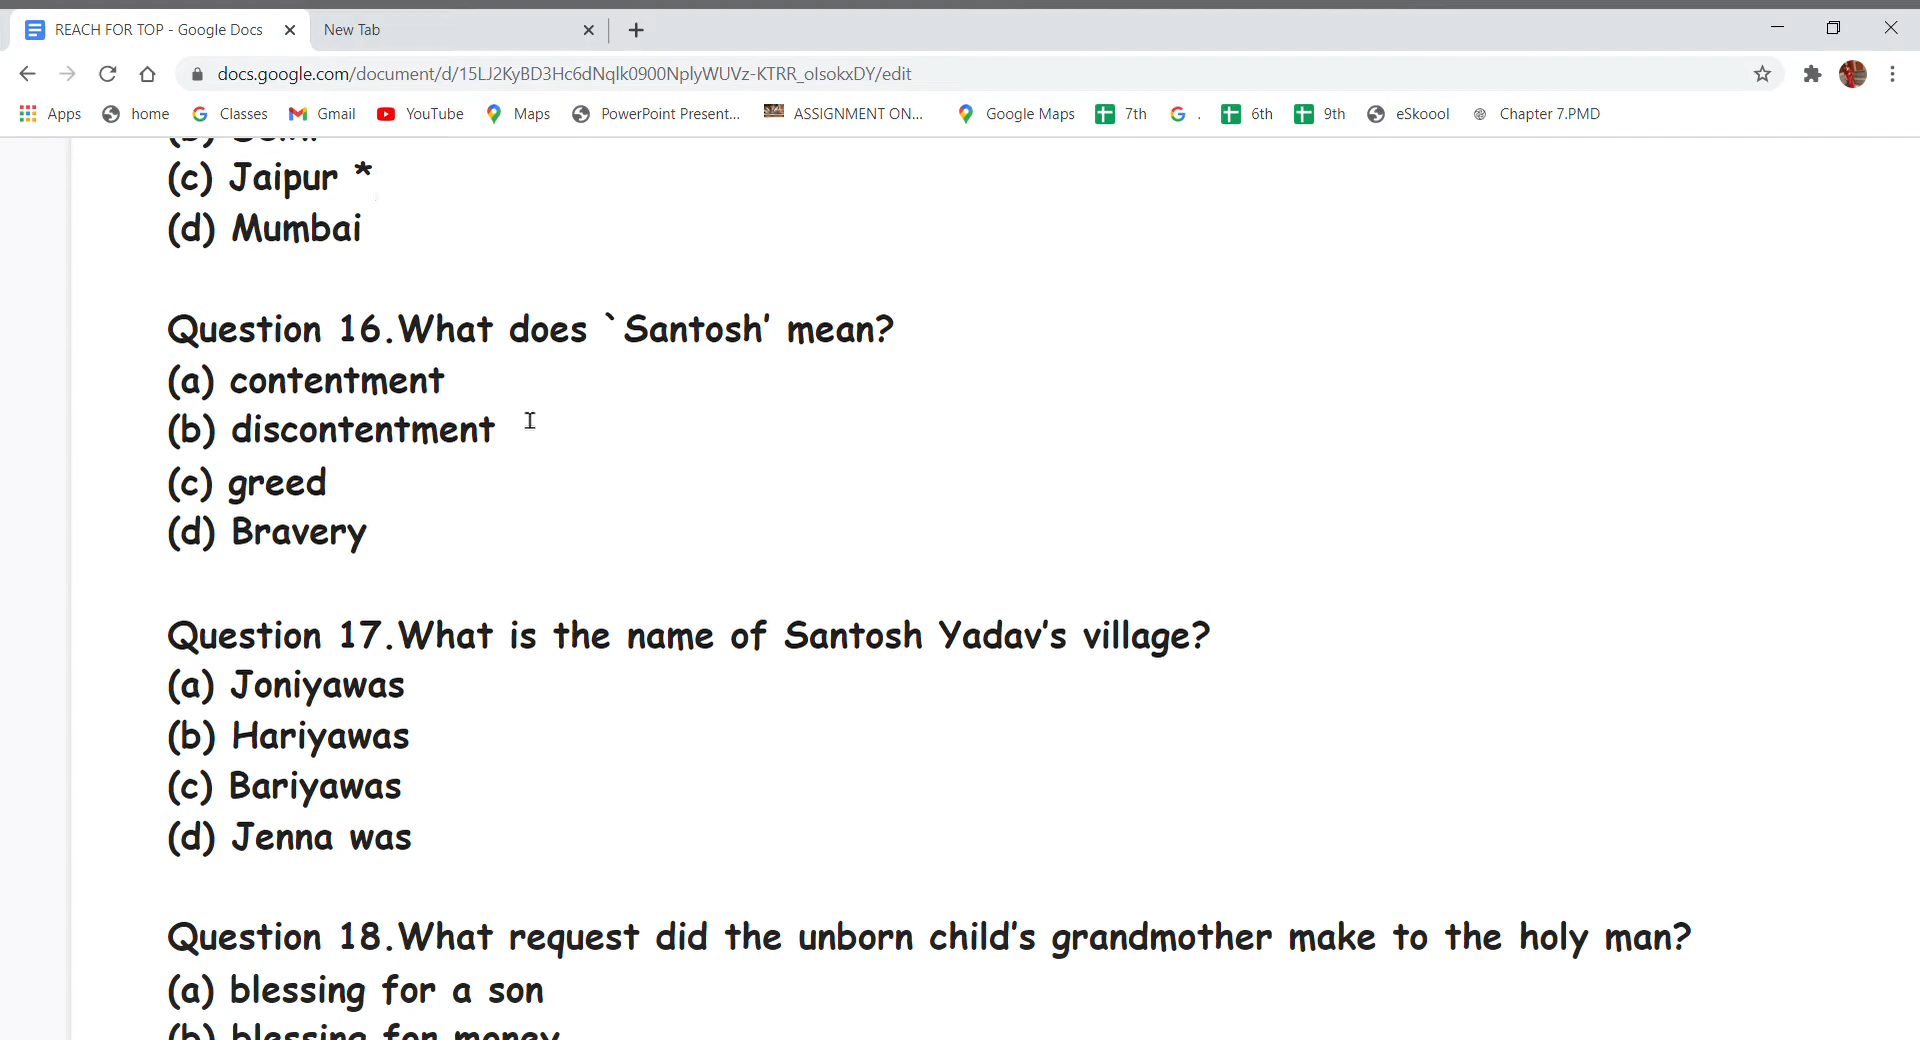 REACH FOR TOP - Google Docs
New Tab
docs.google.com/document/d/15LJ2KyBD3Hc6dNqlk0900NplyWUVz-KTRR_olsokxDY/edit
Apps home Classes Gmail YouTube Maps PowerPoint Present... ASSIGNMENT ON... Google Maps 7th . 6th 9th eSkoool Chapter 7.PMD
(c) Jaipur *
(d) Mumbai
Question 16.What does `Santosh' mean?
(a) contentment
(b) discontentment
(c) greed
(d) Bravery
Question 17.What is the name of Santosh Yadav's village?
(a) Joniyawas
(b) Hariyawas
(c) Bariyawas
(d) Jenna was
Question 18.What request did the unborn child's grandmother make to the holy man?
(a) blessing for a son
(b) blessing for money